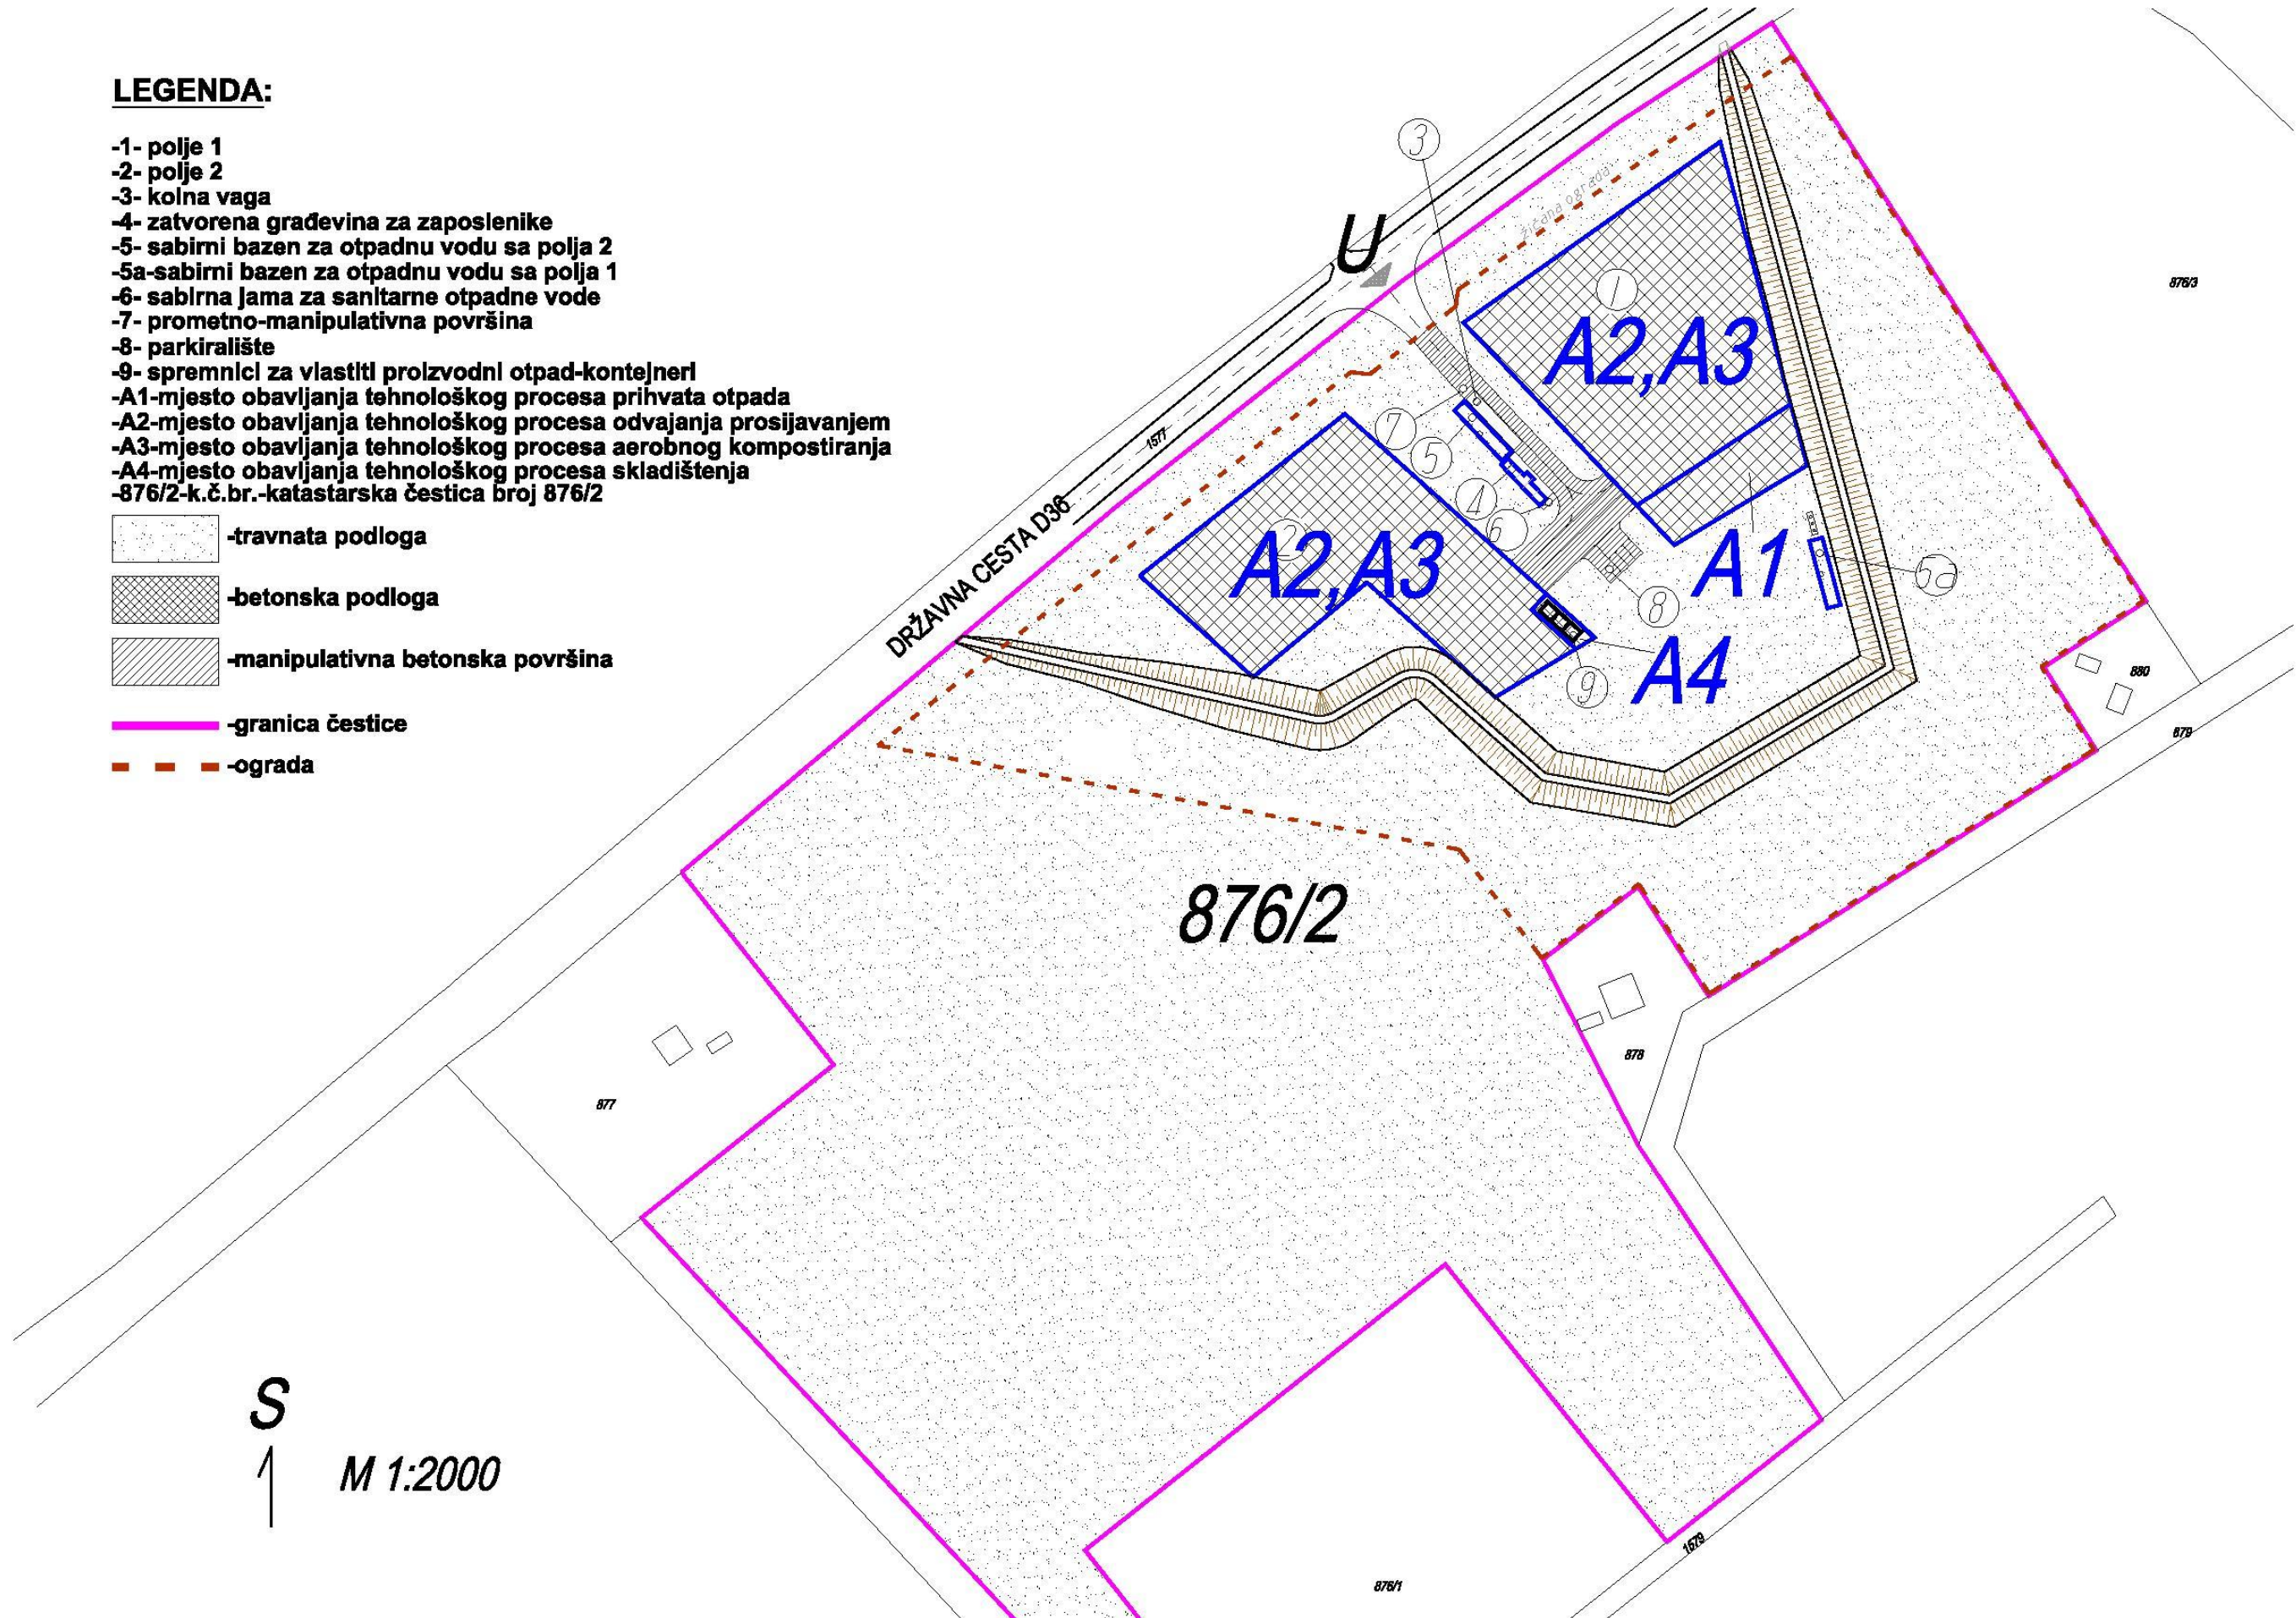 LEGENDA:
-1- polje 1
-2- polje 2
-3- kolna vaga
-4- zatvorena građevina za zaposlenike
-5- sabirni bazen za otpadnu vodu sa polja 2
-5a-sabirni bazen za otpadnu vodu sa polja 1
-6- sabirna jama za sanitarne otpadne vode
-7- prometno-manipulativna površina
-8- parkiralište
-9- spremnici za vlastiti proizvodni otpad-kontejneri
-A1-mjesto obavljanja tehnološkog procesa prihvata otpada
-A2-mjesto obavljanja tehnološkog procesa odvajanja prosijavanjem
-A3-mjesto obavljanja tehnološkog procesa aerobnog kompostiranja
-A4-mjesto obavljanja tehnološkog procesa skladištenja
-876/2-k.č.br.-katastarska čestica broj 876/2
-travnata podloga
-betonska podloga
-manipulativna betonska površina
-granica čestice
-ograda
3
žičana ograda
U
1
A2,A3
876/3
1577
7
5
4
6
DRŽAVNA CESTA D36
2
A2,A3
A1
5a
8
A4
9
880
879
876/2
878
877
S
M 1:2000
1579
876/1